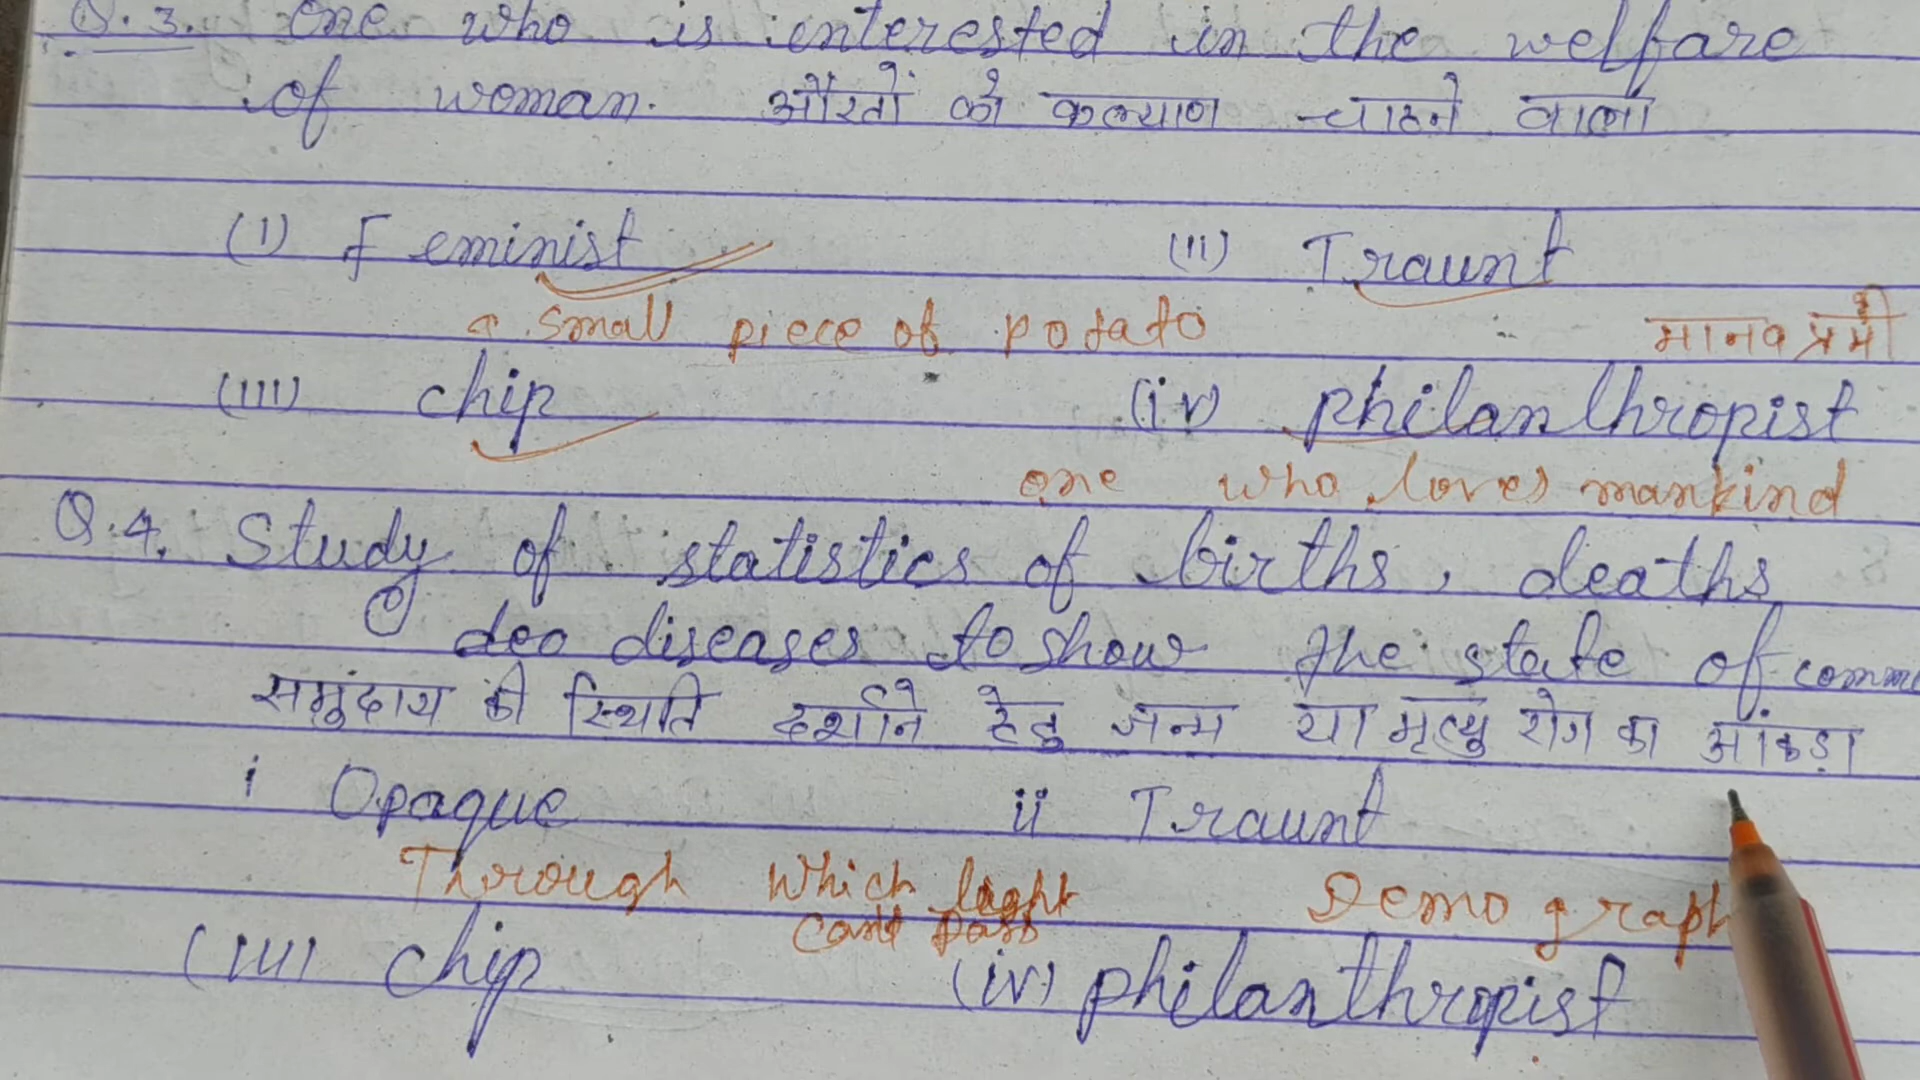 Q.3. One who is interested in the welfare
of woman. औरतों को कल्याण चाहने वाला
(I) Feminist (II) Traunt
a small piece of potato मानव प्रेमी
(III) chip (iv) philanthropist
one who loves mankind
Q.4. Study of statistics of births, deaths
deo diseases to show the state of comm
समुंदाय की स्थिति दर्शाने हेतु जन्म या मृत्यु रोग का आंकड़ा
i Opaque ii Traunt
Through which light Demograph
cant pass
(III) chip (iv) philanthropist